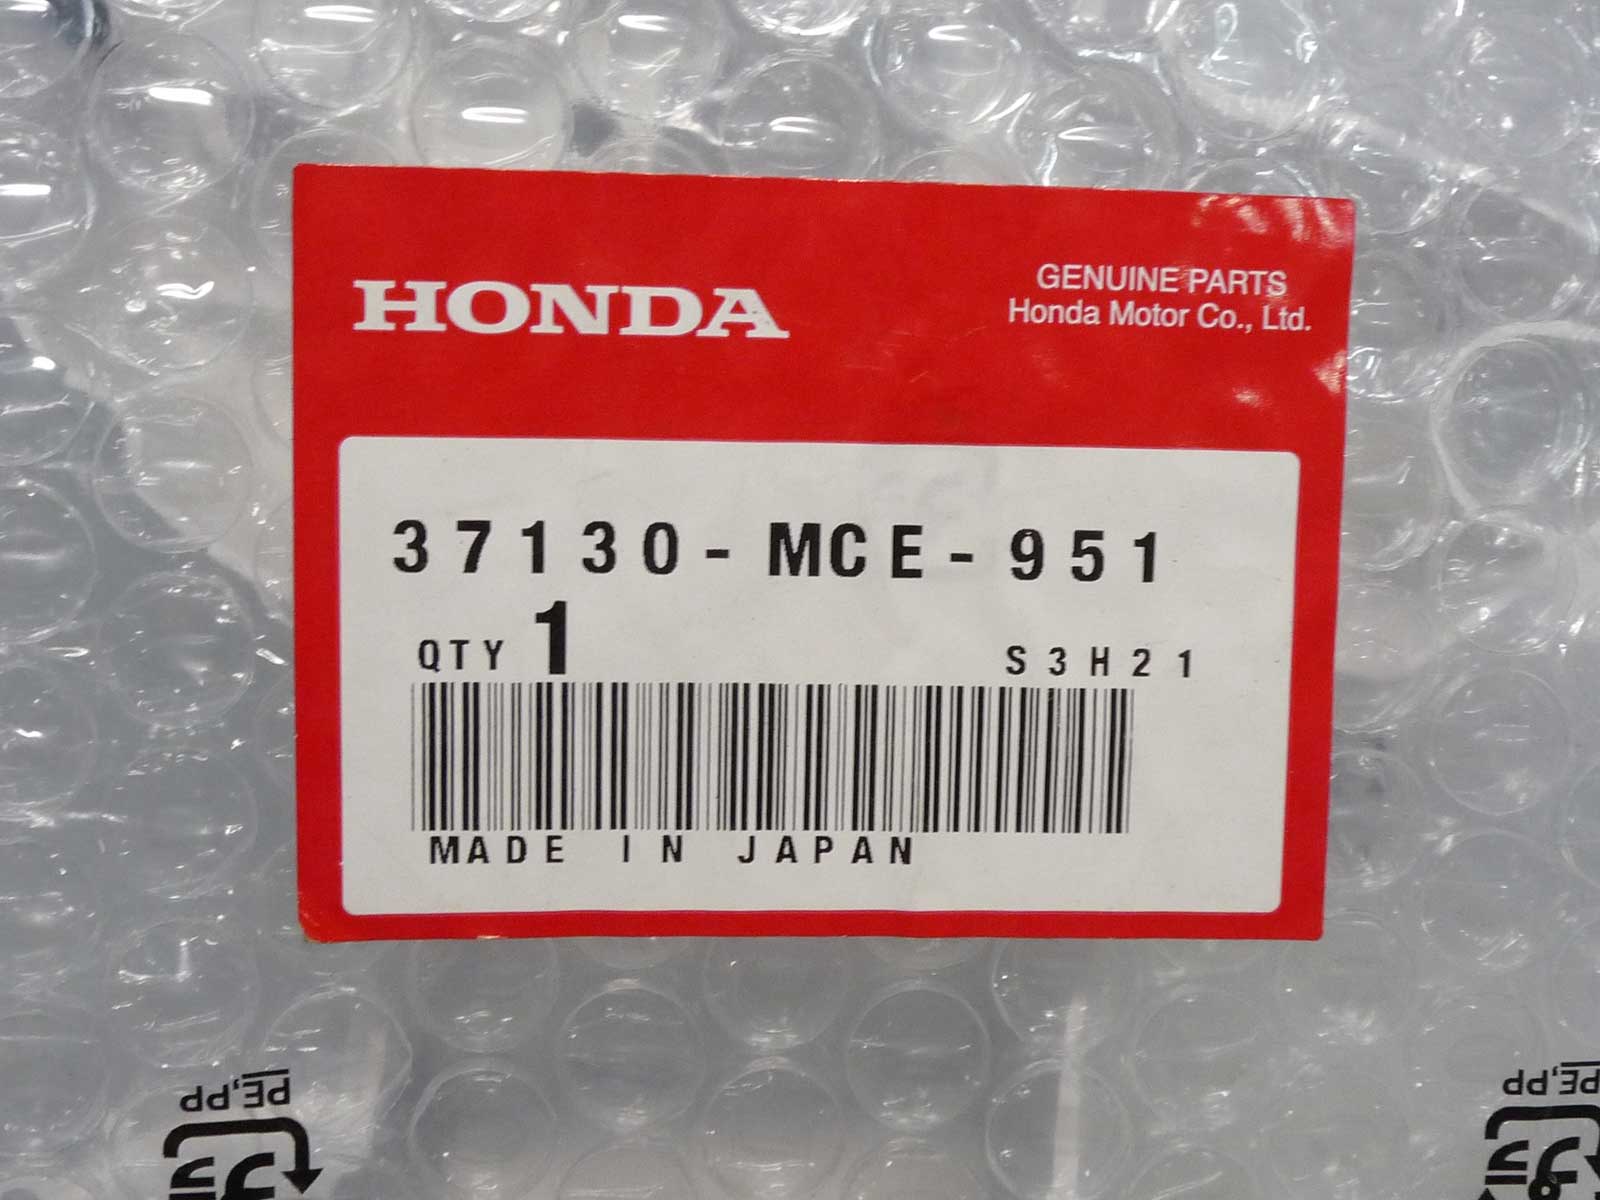 HONDA
GENUINE PARTS
Honda Motor Co., Ltd.
37130-MCE-951
QTY 1
S3H21
MADE IN JAPAN
PE,PP
PE,PP